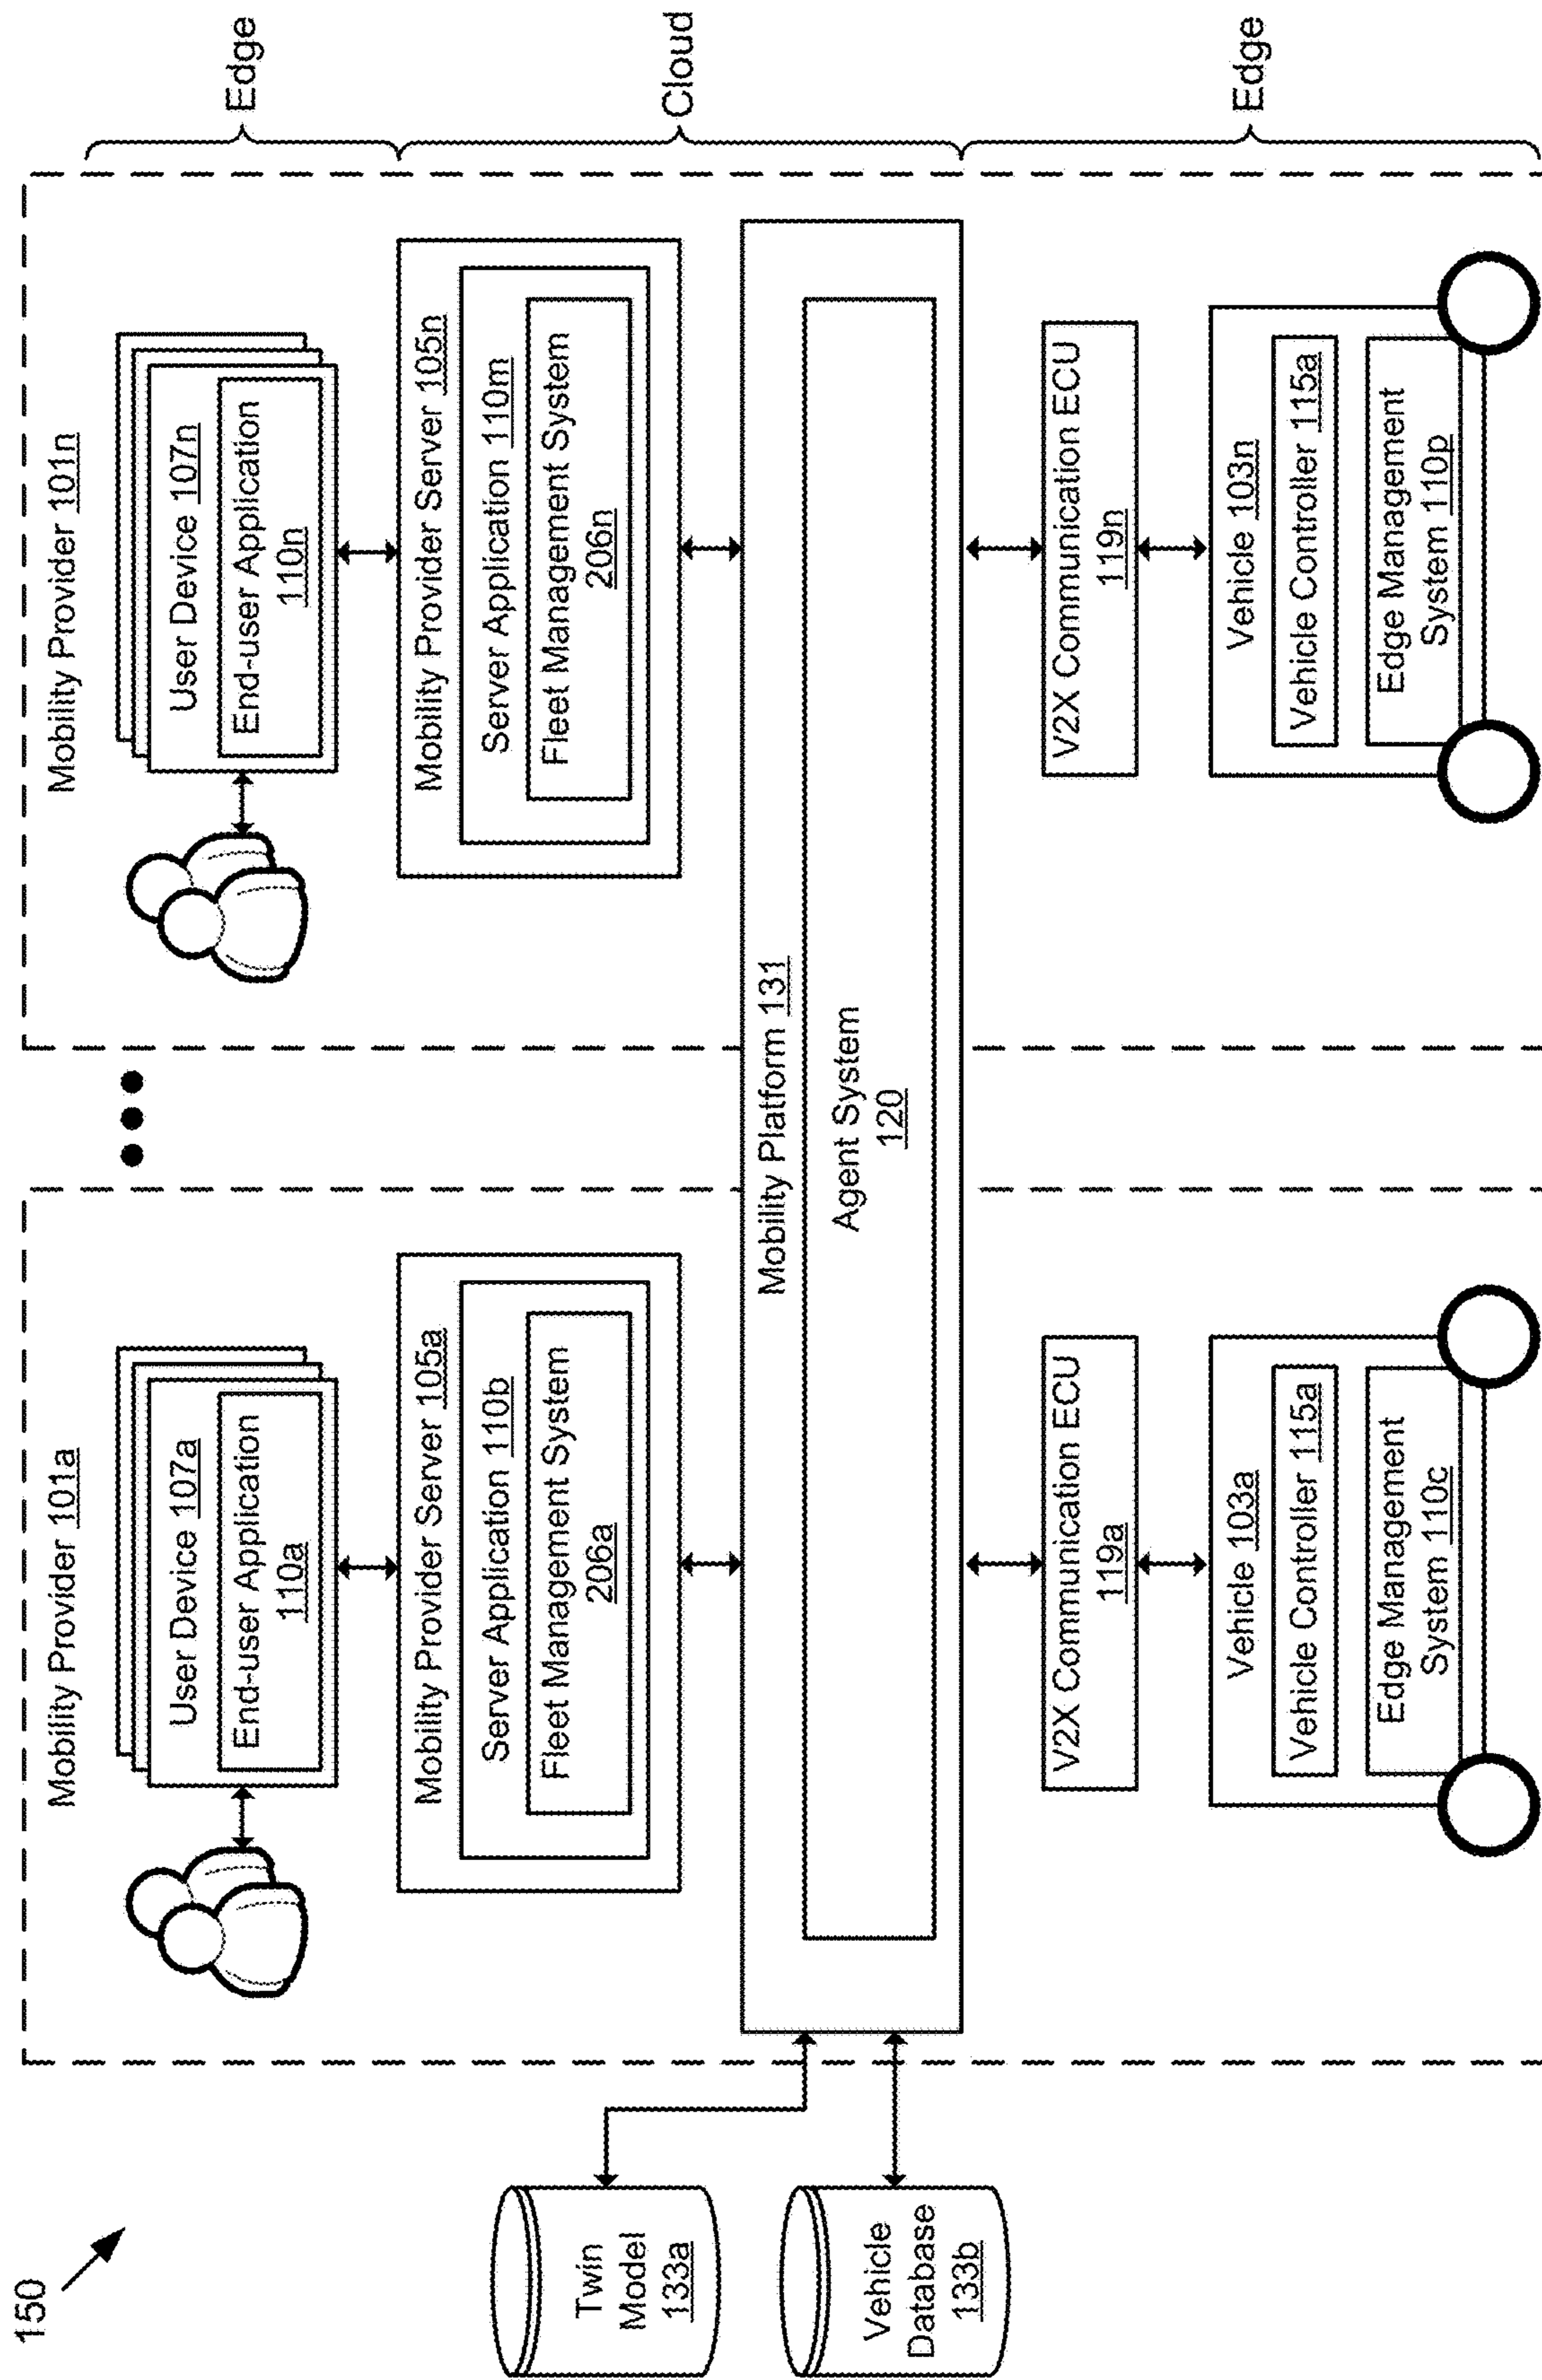 150
Mobility Provider 101a
User Device 107a
End-user Application
110a
Mobility Provider Server 105a
Server Application 110b
Fleet Management System
206a
Mobility Provider 101n
User Device 107n
End-user Application
110n
Mobility Provider Server 105n
Server Application 110m
Fleet Management System
206n
Edge
Cloud
Edge
Twin
Model
133a
Vehicle
Database
133b
Mobility Platform 131
Agent System
120
V2X Communication ECU
119a
Vehicle 103a
Vehicle Controller 115a
Edge Management
System 110c
V2X Communication ECU
119n
Vehicle 103n
Vehicle Controller 115a
Edge Management
System 110p